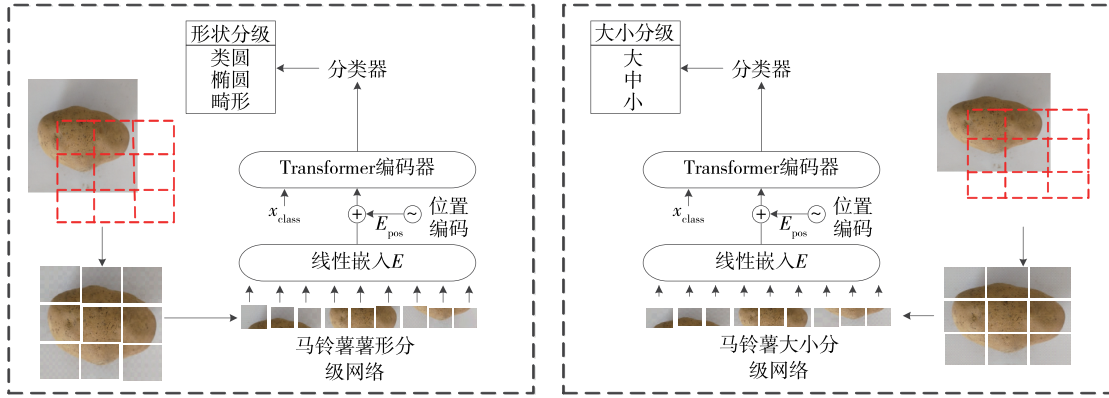 形状分级
类圆
椭圆
畸形
分类器
Transformer编码器
x_class
+
~
E_pos
位置
编码
线性嵌入E
马铃薯薯形分
级网络
大小分级
大
中
小
分类器
Transformer编码器
x_class
+
~
E_pos
位置
编码
线性嵌入E
马铃薯大小分
级网络